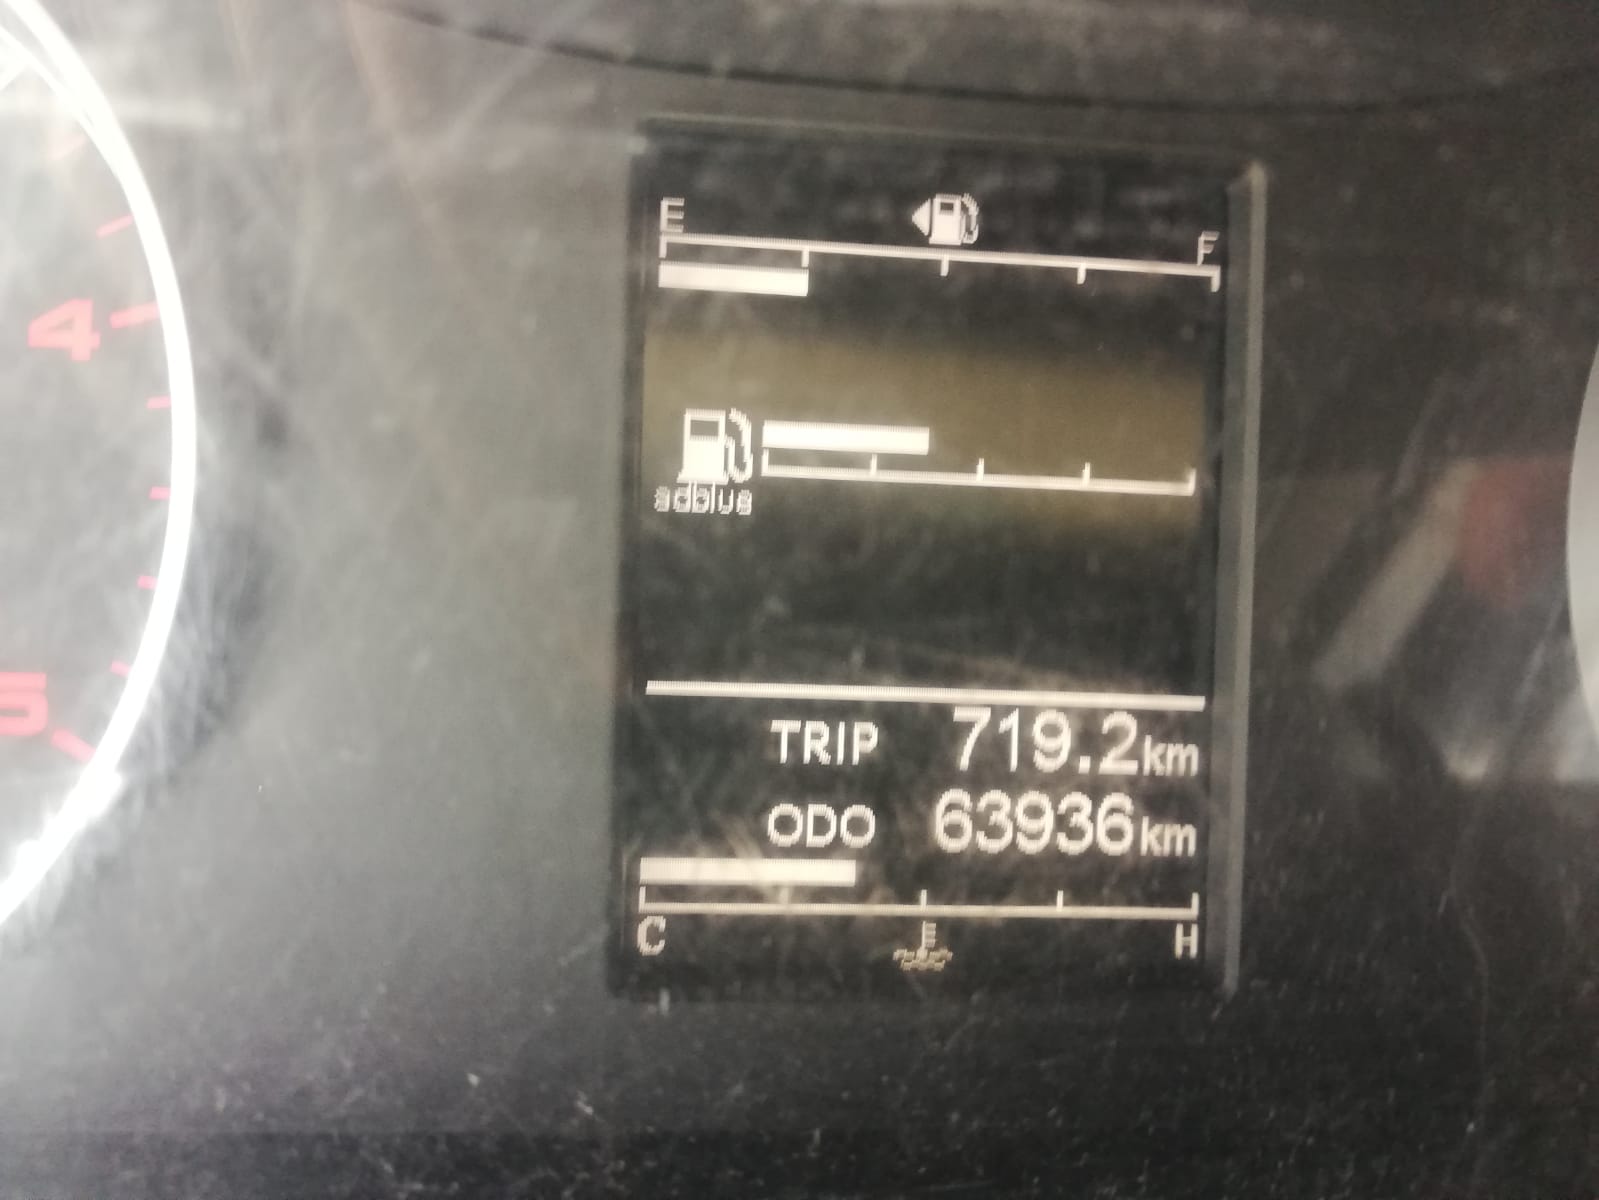 E F
4
adblue
5
TRIP 719.2km
ODO 63936km
C H